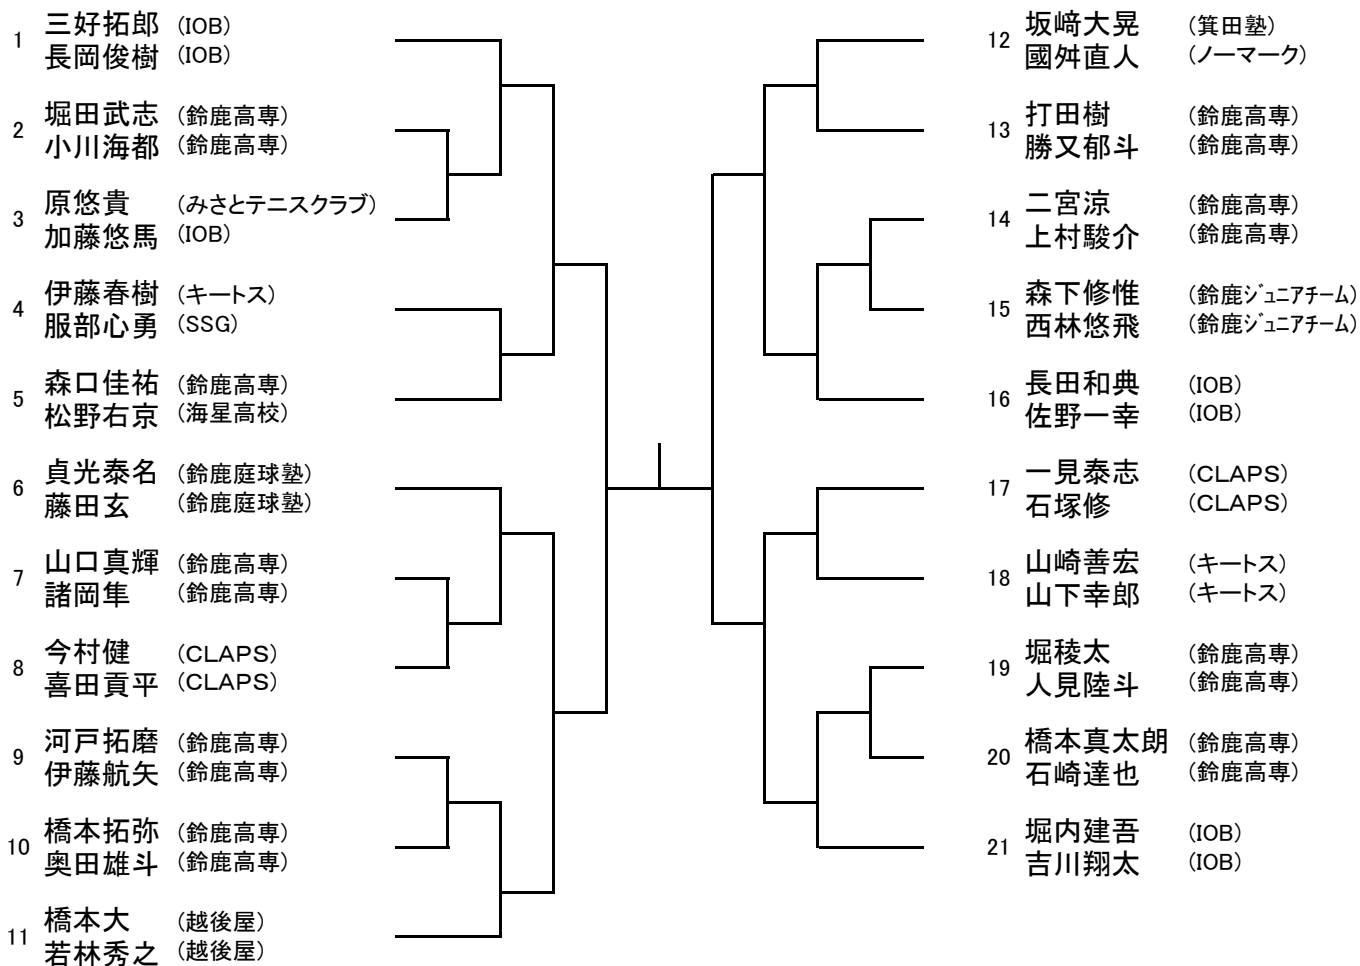 1 三好拓郎 (IOB)
長岡俊樹 (IOB)
2 堀田武志 (鈴鹿高専)
小川海都 (鈴鹿高専)
3 原悠貴 (みさとテニスクラブ)
加藤悠馬 (IOB)
4 伊藤春樹 (キートス)
服部心勇 (SSG)
5 森口佳祐 (鈴鹿高専)
松野右京 (海星高校)
6 貞光泰名 (鈴鹿庭球塾)
藤田玄 (鈴鹿庭球塾)
7 山口真輝 (鈴鹿高専)
諸岡隼 (鈴鹿高専)
8 今村健 (CLAPS)
喜田貢平 (CLAPS)
9 河戸拓磨 (鈴鹿高専)
伊藤航矢 (鈴鹿高専)
10 橋本拓弥 (鈴鹿高専)
奥田雄斗 (鈴鹿高専)
11 橋本大 (越後屋)
若林秀之 (越後屋)
12 坂﨑大晃 (箕田塾)
國舛直人 (ノーマーク)
13 打田樹 (鈴鹿高専)
勝又郁斗 (鈴鹿高専)
14 二宮涼 (鈴鹿高専)
上村駿介 (鈴鹿高専)
15 森下修惟 (鈴鹿ｼﾞｭﾆｱﾁｰﾑ)
西林悠飛 (鈴鹿ｼﾞｭﾆｱﾁｰﾑ)
16 長田和典 (IOB)
佐野一幸 (IOB)
17 一見泰志 (CLAPS)
石塚修 (CLAPS)
18 山崎善宏 (キートス)
山下幸郎 (キートス)
19 堀稜太 (鈴鹿高専)
人見陸斗 (鈴鹿高専)
20 橋本真太朗 (鈴鹿高専)
石崎達也 (鈴鹿高専)
21 堀内建吾 (IOB)
吉川翔太 (IOB)